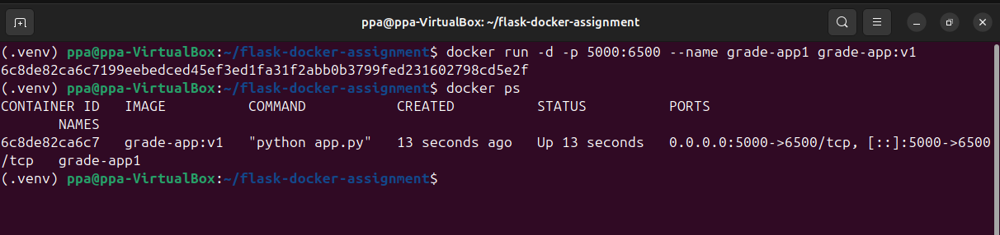 ppa@ppa-VirtualBox: ~/flask-docker-assignment
(.venv) ppa@ppa-VirtualBox:~/flask-docker-assignment$ docker run -d -p 5000:6500 --name grade-app1 grade-app:v1
6c8de82ca6c7199eebedced45ef3ed1fa31f2abb0b3799fed231602798cd5e2f
(.venv) ppa@ppa-VirtualBox:~/flask-docker-assignment$ docker ps
CONTAINER ID   IMAGE          COMMAND           CREATED          STATUS          PORTS
       NAMES
6c8de82ca6c7   grade-app:v1   "python app.py"   13 seconds ago   Up 13 seconds   0.0.0.0:5000->6500/tcp, [::]:5000->6500
/tcp   grade-app1
(.venv) ppa@ppa-VirtualBox:~/flask-docker-assignment$